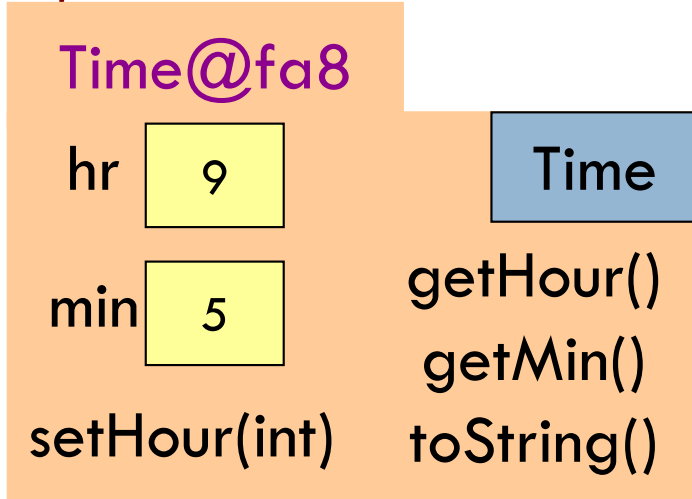 Time@fa8
Time
hr 9
min 5
getHour()
getMin()
setHour(int)
toString()